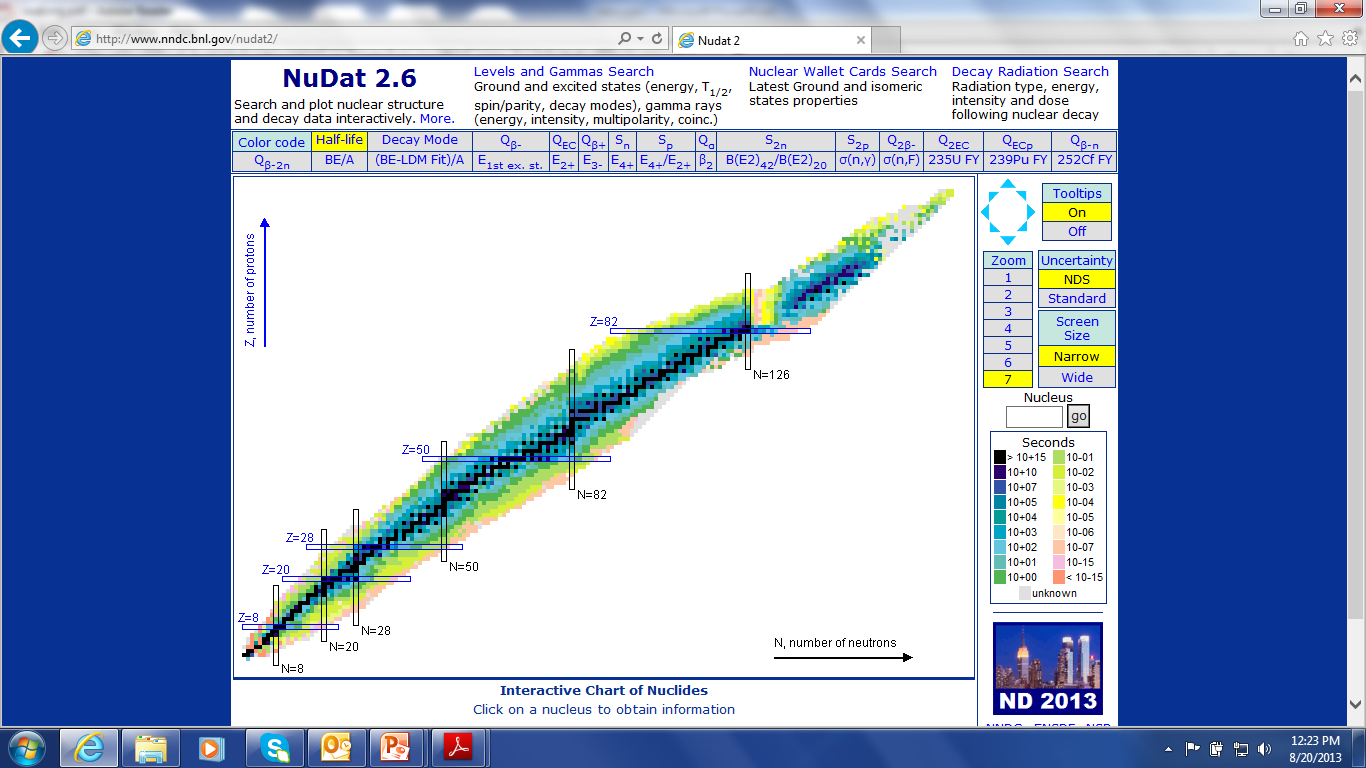 http://www.nndc.bnl.gov/nudat2/
Nudat 2
NuDat 2.6
Search and plot nuclear structure
and decay data interactively. More.
Levels and Gammas Search
Ground and excited states (energy, T1/2,
spin/parity, decay modes), gamma rays
(energy, intensity, multipolarity, coinc.)
Nuclear Wallet Cards Search
Latest Ground and isomeric
states properties
Decay Radiation Search
Radiation type, energy,
intensity and dose
following nuclear decay
Color code Half-life Decay Mode Qβ- QEC Qβ+ Sn Sp Qα S2n S2p Q2β- Q2EC QECp Qβ-n
Qβ-2n BE/A (BE-LDM Fit)/A E1st ex. st. E2+ E3- E4+ E4+/E2+ β2 B(E2)42/B(E2)20 σ(n,γ) σ(n,F) 235U FY 239Pu FY 252Cf FY
Z, number of protons
Z=82
N=126
Z=50
N=82
Z=28
N=50
Z=20
N=28
Z=8
N=20
N=8
N, number of neutrons
Interactive Chart of Nuclides
Click on a nucleus to obtain information
Tooltips
On
Off
Zoom
1
2
3
4
5
6
7
Uncertainty
NDS
Standard
Screen
Size
Narrow
Wide
Nucleus
go
Seconds
> 10+15 10-01
10+10 10-02
10+07 10-03
10+05 10-04
10+04 10-05
10+03 10-06
10+02 10-07
10+01 10-15
10+00 < 10-15
unknown
ND 2013
12:23 PM
8/20/2013